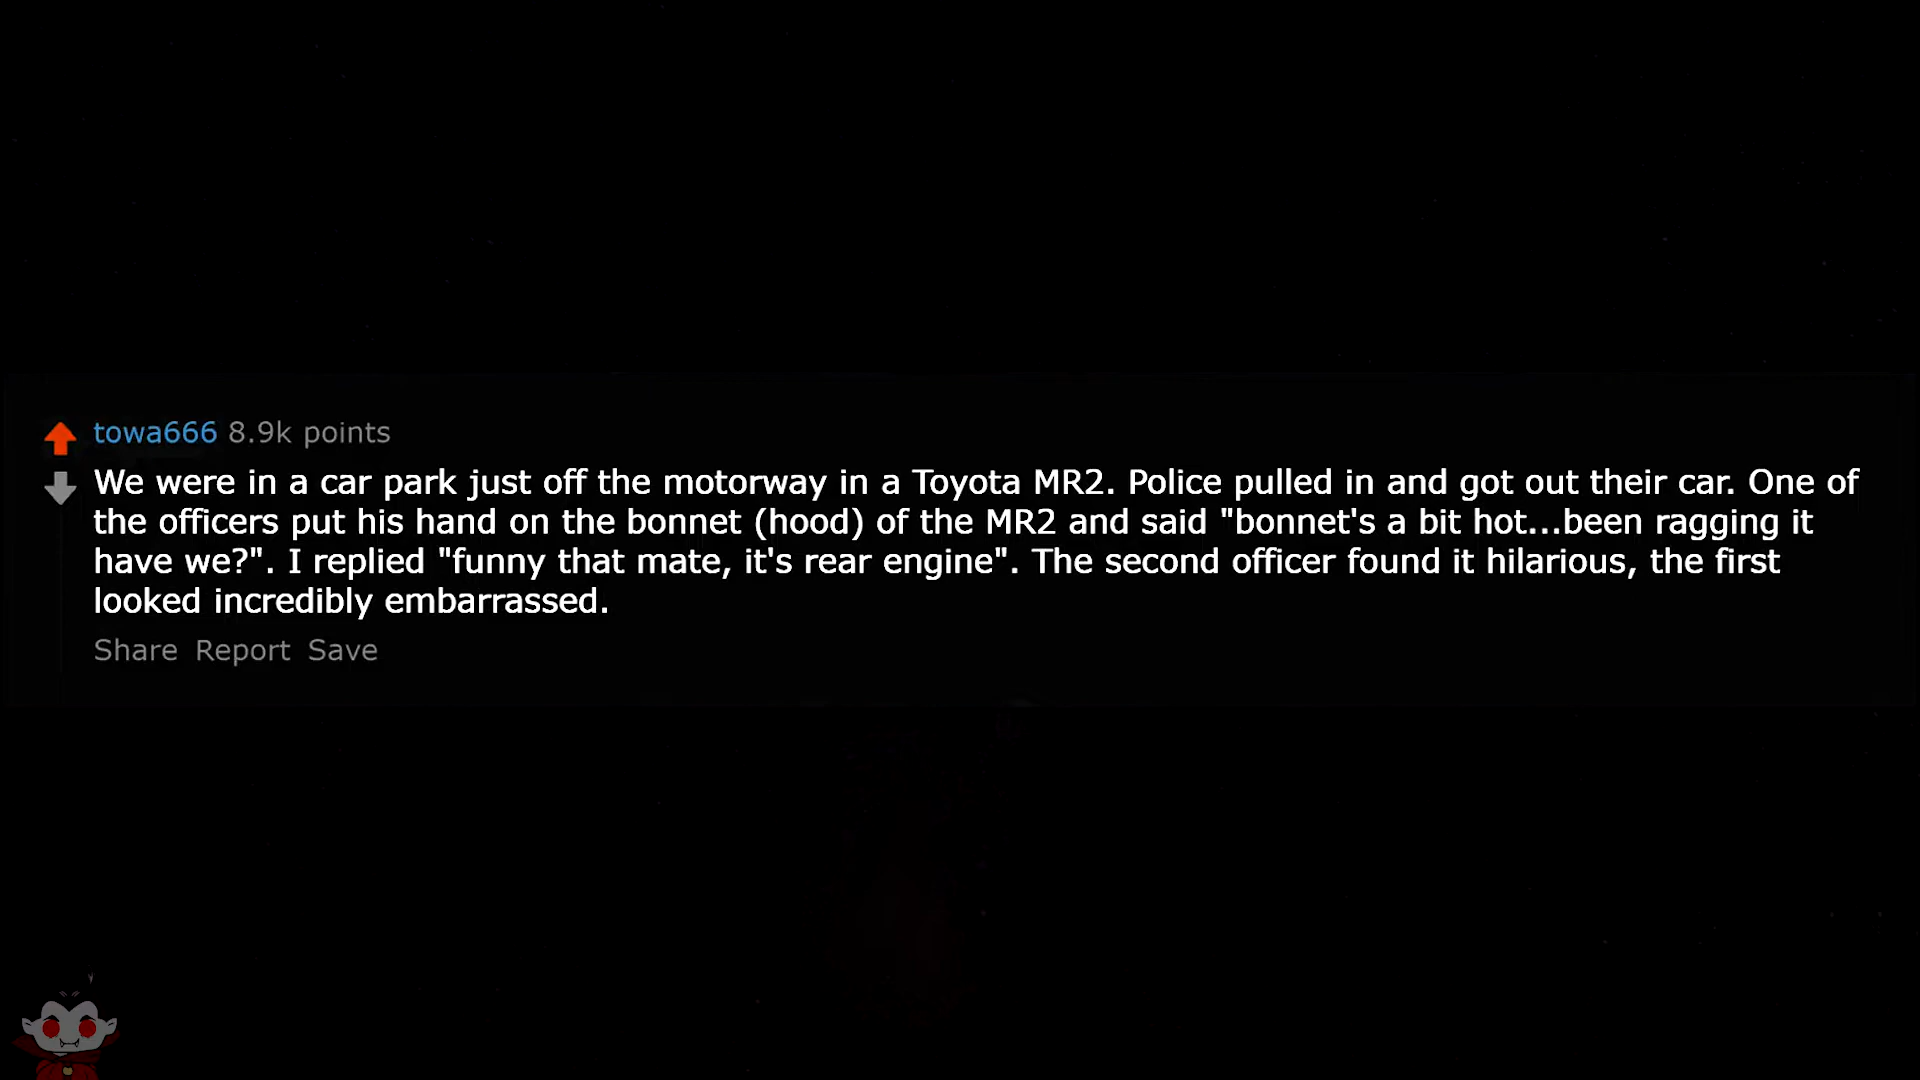 towa666 8.9k points
We were in a car park just off the motorway in a Toyota MR2. Police pulled in and got out their car. One of
the officers put his hand on the bonnet (hood) of the MR2 and said "bonnet's a bit hot...been ragging it
have we?". I replied "funny that mate, it's rear engine". The second officer found it hilarious, the first
looked incredibly embarrassed.
Share Report Save